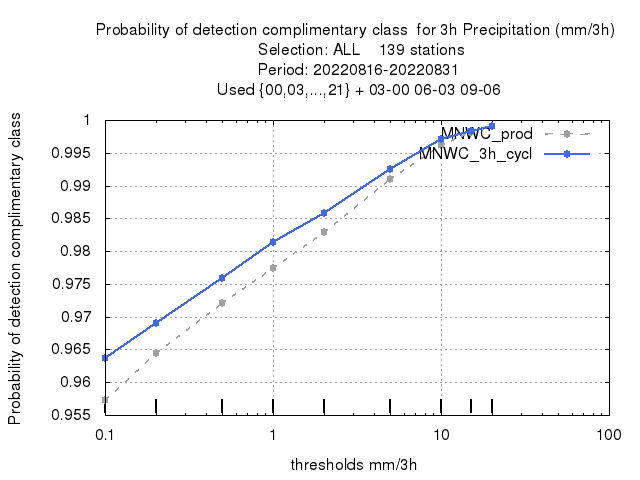 Probability of detection complimentary class  for 3h Precipitation (mm/3h)
Selection: ALL    139 stations
Period: 20220816-20220831
Used {00,03,...,21} + 03-00 06-03 09-06
Probability of detection complimentary class
1
0.995
0.99
0.985
0.98
0.975
0.97
0.965
0.96
0.955
MNWC_prod
MNWC_3h_cycl
0.1 1 10 100
thresholds mm/3h